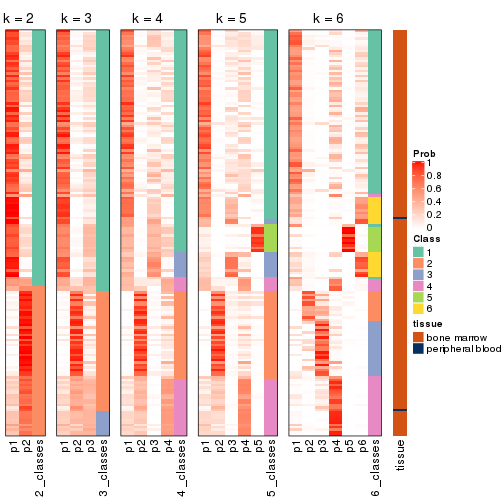 k = 2 k = 3 k = 4 k = 5 k = 6
Prob
1
0.8
0.6
0.4
0.2
0
Class
1
2
3
4
5
6
tissue
bone marrow
peripheral blood
p1 p2 2_classes p1 p2 p3 3_classes p1 p2 p3 p4 4_classes p1 p2 p3 p4 p5 5_classes p1 p2 p3 p4 p5 p6 6_classes tissue